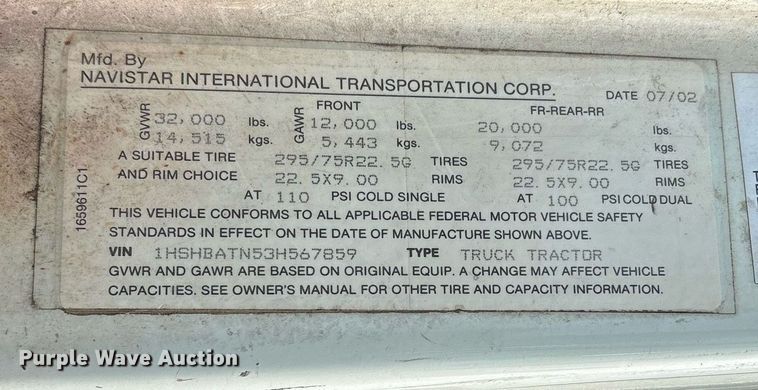 Mfd. By
NAVISTAR INTERNATIONAL TRANSPORTATION CORP. DATE 07/02
FRONT FR-REAR-RR
GVWR 32,000 lbs. GAWR 12,000 lbs. 20,000 lbs.
14,515 kgs. 5,443 kgs. 9,072 kgs.
A SUITABLE TIRE 295/75R22.5G TIRES 295/75R22.5G TIRES
AND RIM CHOICE 22.5X9.00 RIMS 22.5X9.00 RIMS
AT 110 PSI COLD SINGLE AT 100 PSI COLD DUAL
THIS VEHICLE CONFORMS TO ALL APPLICABLE FEDERAL MOTOR VEHICLE SAFETY
STANDARDS IN EFFECT ON THE DATE OF MANUFACTURE SHOWN ABOVE.
VIN 1HSHBATN53H567859 TYPE TRUCK TRACTOR
GVWR AND GAWR ARE BASED ON ORIGINAL EQUIP. A CHANGE MAY AFFECT VEHICLE
CAPACITIES. SEE OWNER'S MANUAL FOR OTHER TIRE AND CAPACITY INFORMATION.
1659611C1
Purple Wave Auction